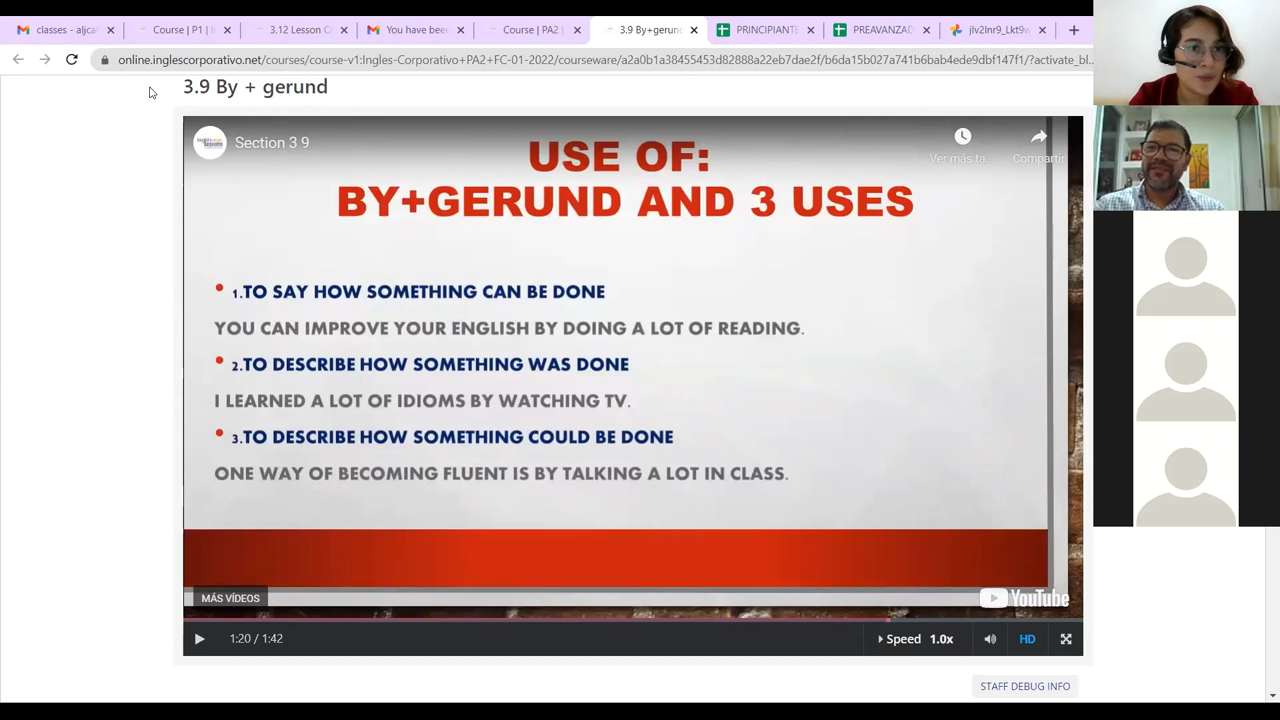 classes - aljca
Course | P1 | In
3.12 Lesson Q
You have been
Course | PA2 |
3.9 By+gerund
PRINCIPIANTE
PREAVANZAD
jlv2lnr9_Lkt9w
online.inglescorporativo.net/courses/course-v1:Ingles-Corporativo+PA2+FC-01-2022/courseware/a2a0b1a38455453d82888a22eb7dae2f/b6da15b027a741b6bab4ede9dbf147f1/?activate_bl...
3.9 By + gerund
Section 3 9
Ver más ta...
Compartir
USE OF:
BY+GERUND AND 3 USES
• 1.TO SAY HOW SOMETHING CAN BE DONE
YOU CAN IMPROVE YOUR ENGLISH BY DOING A LOT OF READING.
• 2.TO DESCRIBE HOW SOMETHING WAS DONE
I LEARNED A LOT OF IDIOMS BY WATCHING TV.
• 3.TO DESCRIBE HOW SOMETHING COULD BE DONE
ONE WAY OF BECOMING FLUENT IS BY TALKING A LOT IN CLASS.
MÁS VÍDEOS
YouTube
1:20 / 1:42
Speed 1.0x
HD
STAFF DEBUG INFO